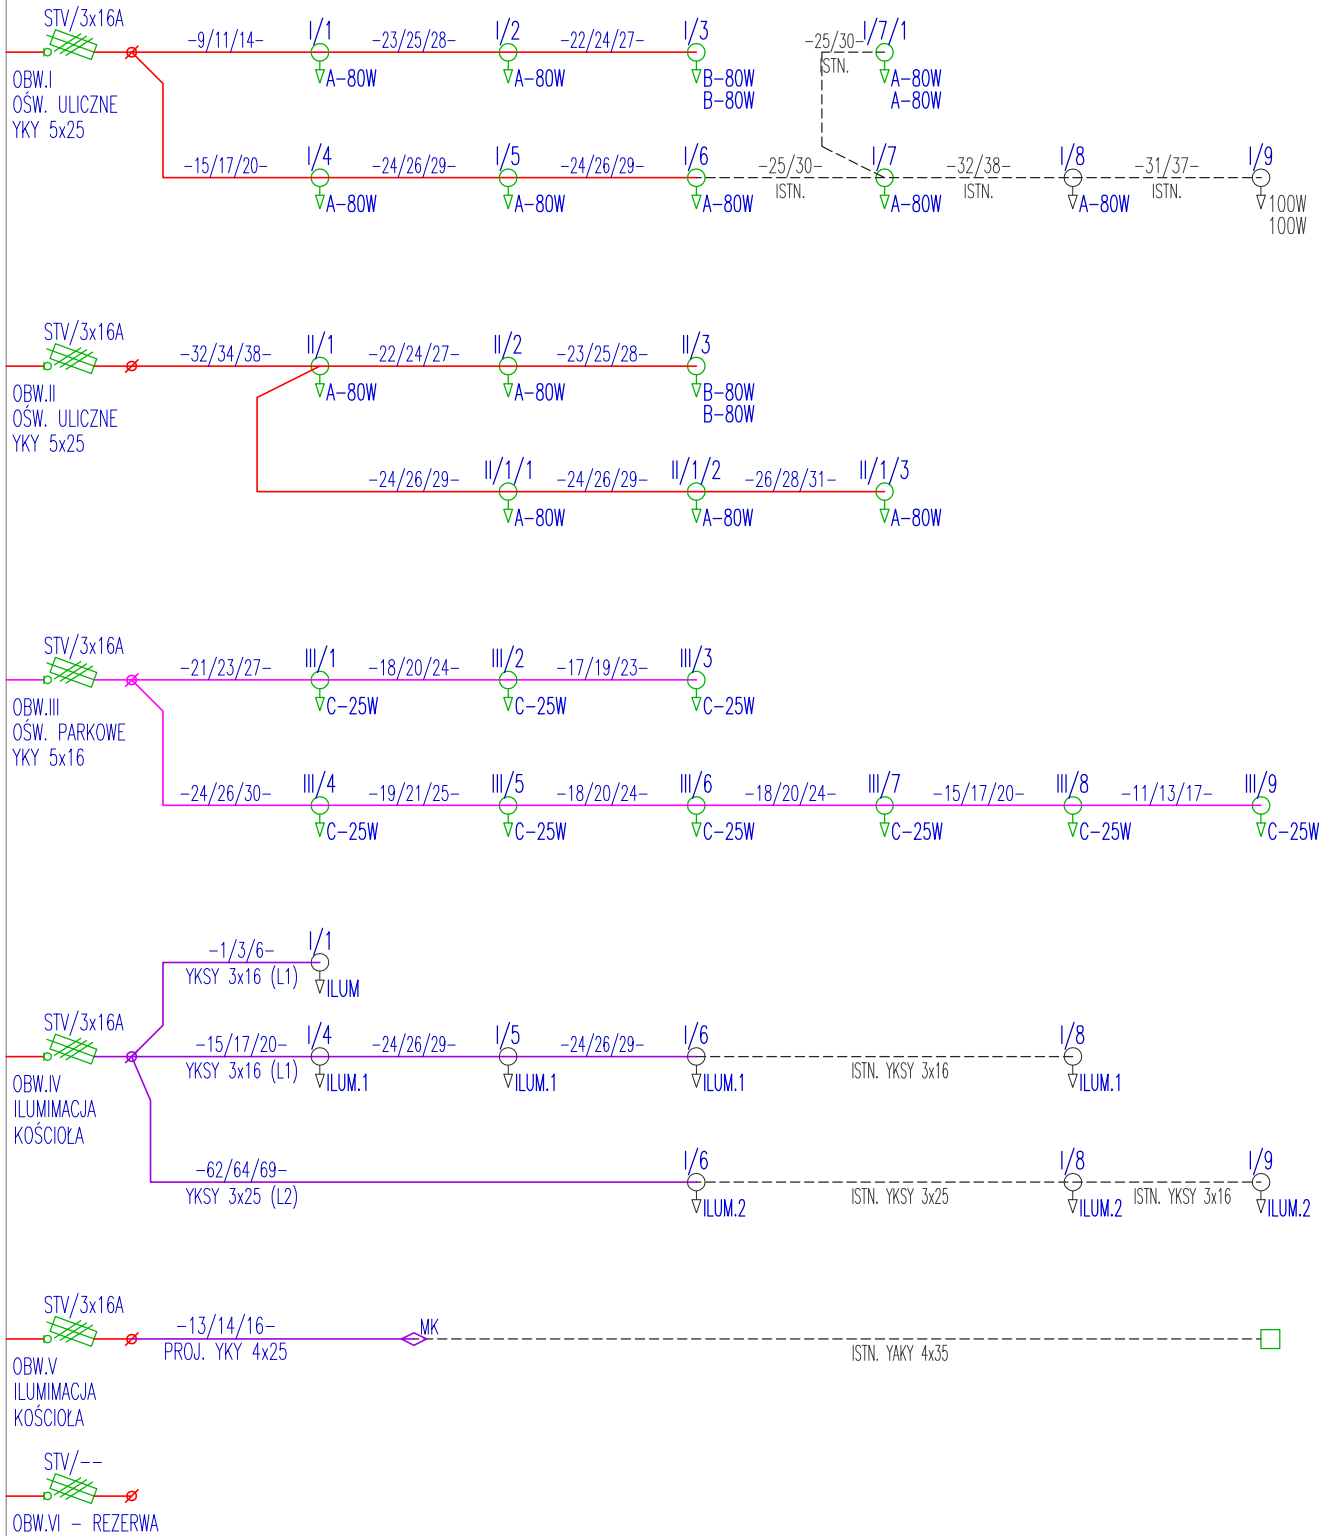 STV/3x16A
OBW.I
OŚW. ULICZNE
YKY 5x25
-9/11/14-
I/1
A-80W
-23/25/28-
I/2
A-80W
-22/24/27-
I/3
B-80W
B-80W
-25/30-
ISTN.
I/7/1
A-80W
A-80W
-15/17/20-
I/4
A-80W
-24/26/29-
I/5
A-80W
-24/26/29-
I/6
A-80W
-25/30-
ISTN.
I/7
A-80W
-32/38-
ISTN.
I/8
A-80W
-31/37-
ISTN.
I/9
100W
100W
STV/3x16A
OBW.II
OŚW. ULICZNE
YKY 5x25
-32/34/38-
II/1
A-80W
-22/24/27-
II/2
A-80W
-23/25/28-
II/3
B-80W
B-80W
-24/26/29-
II/1/1
A-80W
-24/26/29-
II/1/2
A-80W
-26/28/31-
II/1/3
A-80W
STV/3x16A
OBW.III
OŚW. PARKOWE
YKY 5x16
-21/23/27-
III/1
C-25W
-18/20/24-
III/2
C-25W
-17/19/23-
III/3
C-25W
-24/26/30-
III/4
C-25W
-19/21/25-
III/5
C-25W
-18/20/24-
III/6
C-25W
-18/20/24-
III/7
C-25W
-15/17/20-
III/8
C-25W
-11/13/17-
III/9
C-25W
STV/3x16A
OBW.IV
ILUMIMACJA
KOŚCIOŁA
-1/3/6-
YKSY 3x16 (L1)
I/1
ILUM
-15/17/20-
YKSY 3x16 (L1)
I/4
ILUM.1
-24/26/29-
I/5
ILUM.1
-24/26/29-
I/6
ILUM.1
ISTN. YKSY 3x16
I/8
ILUM.1
-62/64/69-
YKSY 3x25 (L2)
I/6
ILUM.2
ISTN. YKSY 3x25
I/8
ILUM.2
ISTN. YKSY 3x16
I/9
ILUM.2
STV/3x16A
OBW.V
ILUMIMACJA
KOŚCIOŁA
-13/14/16-
PROJ. YKY 4x25
MK
ISTN. YAKY 4x35
STV/--
OBW.VI - REZERWA